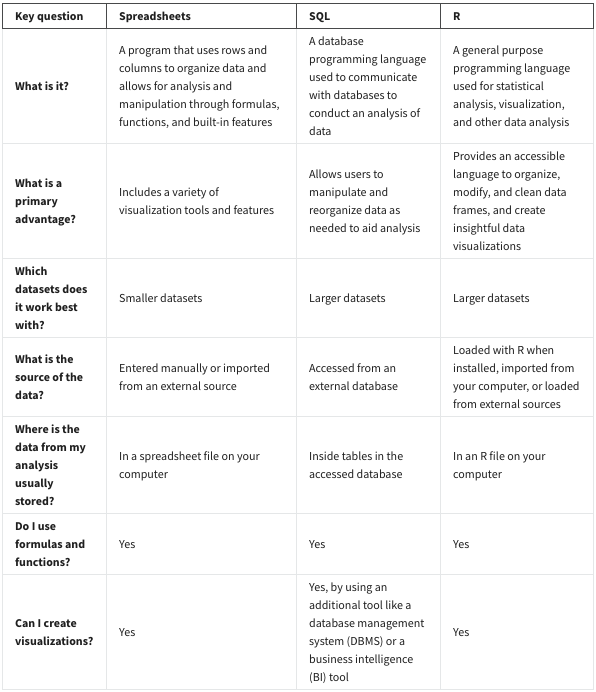 Key question
Spreadsheets
SQL
R
What is it?
A program that uses rows and
columns to organize data and
allows for analysis and
manipulation through formulas,
functions, and built-in features
A database
programming language
used to communicate
with databases to
conduct an analysis of
data
A general purpose
programming language
used for statistical
analysis, visualization,
and other data analysis
What is a
primary
advantage?
Includes a variety of
visualization tools and features
Allows users to
manipulate and
reorganize data as
needed to aid analysis
Provides an accessible
language to organize,
modify, and clean data
frames, and create
insightful data
visualizations
Which
datasets does
it work best
with?
Smaller datasets
Larger datasets
Larger datasets
What is the
source of the
data?
Entered manually or imported
from an external source
Accessed from an
external database
Loaded with R when
installed, imported from
your computer, or loaded
from external sources
Where is the
data from my
analysis
usually
stored?
In a spreadsheet file on your
computer
Inside tables in the
accessed database
In an R file on your
computer
Do I use
formulas and
functions?
Yes
Yes
Yes
Can I create
visualizations?
Yes
Yes, by using an
additional tool like a
database management
system (DBMS) or a
business intelligence
(BI) tool
Yes